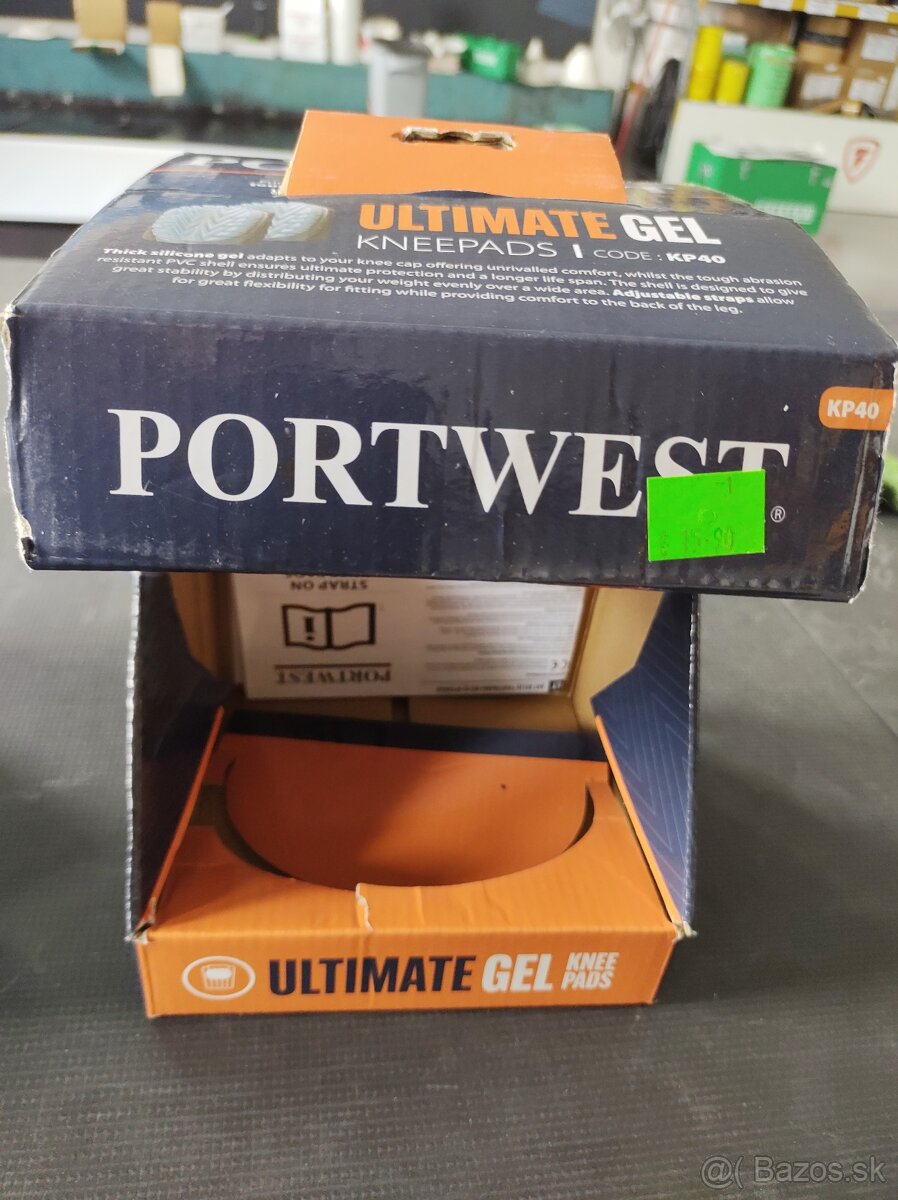 ULTIMATE GEL
KNEEPADS | CODE : KP40
Thick silicone gel adapts to your knee cap offering unrivalled comfort, whilst the tough abrasion
resistant PVC shell ensures ultimate protection and a longer life span. The shell is designed to give
great stability by distributing your weight evenly over a wide area. Adjustable straps allow
for great flexibility for fitting while providing comfort to the back of the leg.
KP40
PORTWEST®
STRAP ON
PORTWEST
ULTIMATE GEL KNEE
PADS
@( Bazos.sk